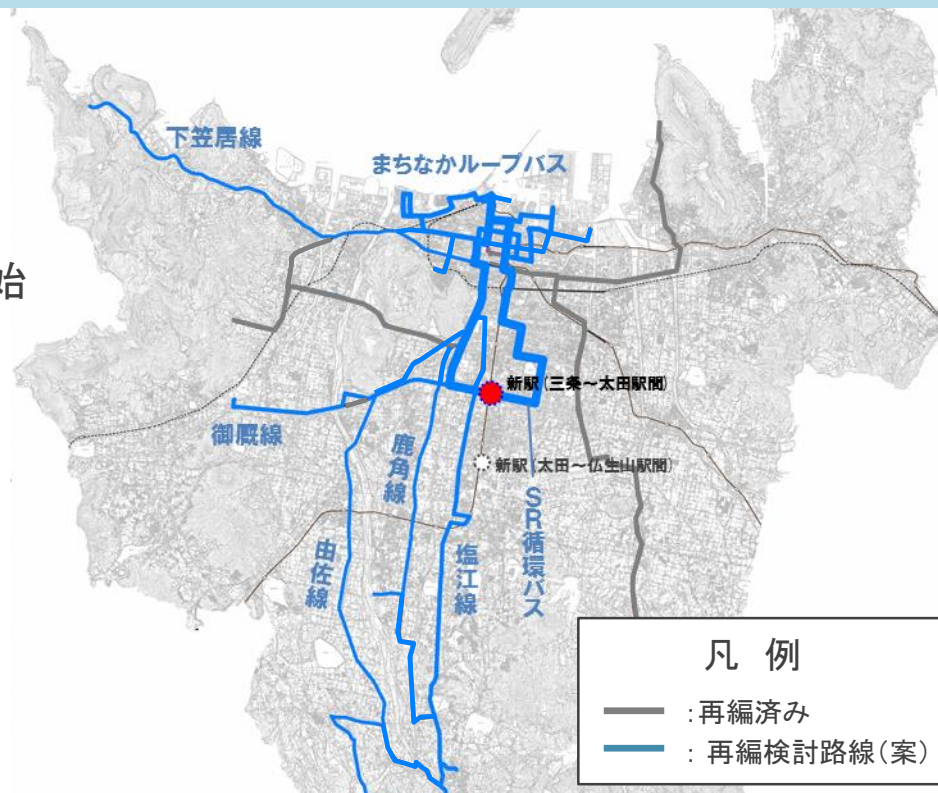 下笠居線
まちなかループバス
始
新駅(三条～太田駅間)
御厩線
鹿角線
新駅(太田～仏生山駅間)
SR循環バス
由佐線
塩江線
凡 例
:再編済み
: 再編検討路線(案)